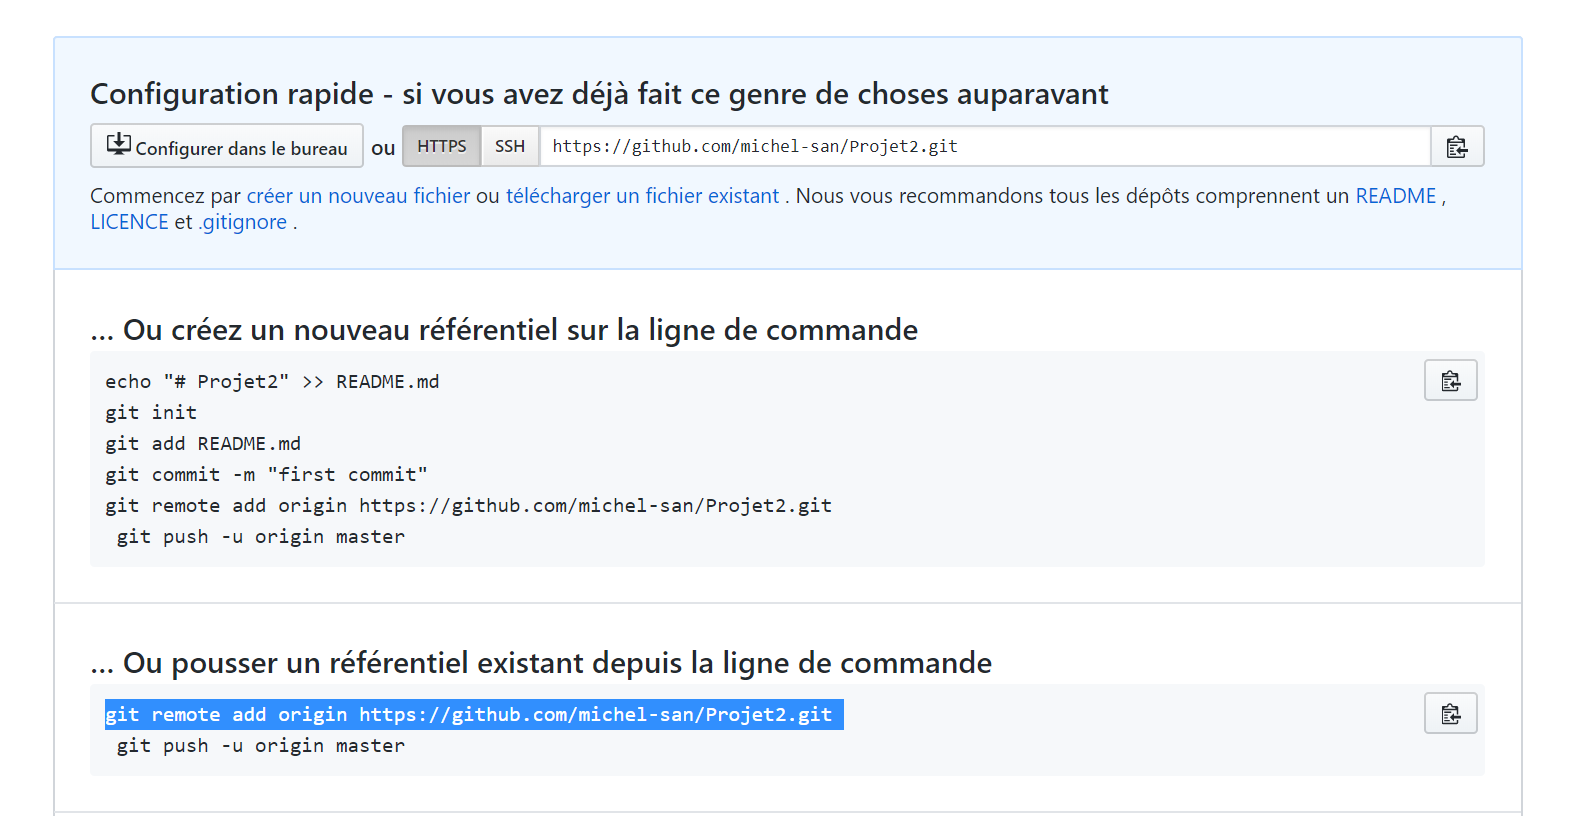 Configuration rapide - si vous avez déjà fait ce genre de choses auparavant
Configurer dans le bureau ou HTTPS SSH https://github.com/michel-san/Projet2.git
Commencez par créer un nouveau fichier ou télécharger un fichier existant . Nous vous recommandons tous les dépôts comprennent un README ,
LICENCE et .gitignore .
... Ou créez un nouveau référentiel sur la ligne de commande
echo "# Projet2" >> README.md
git init
git add README.md
git commit -m "first commit"
git remote add origin https://github.com/michel-san/Projet2.git
git push -u origin master
... Ou pousser un référentiel existant depuis la ligne de commande
git remote add origin https://github.com/michel-san/Projet2.git
git push -u origin master